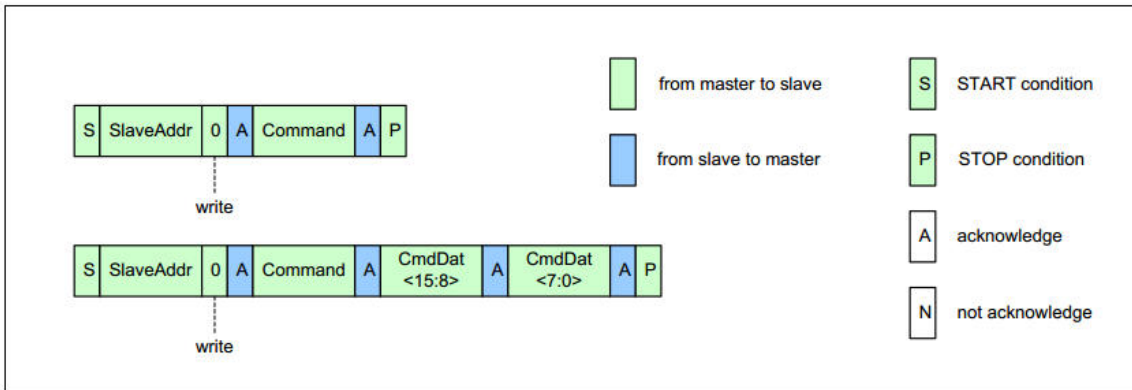 S SlaveAddr 0 A Command A P
write
S SlaveAddr 0 A Command A CmdDat <15:8> A CmdDat <7:0> A P
write
from master to slave
from slave to master
S START condition
P STOP condition
A acknowledge
N not acknowledge